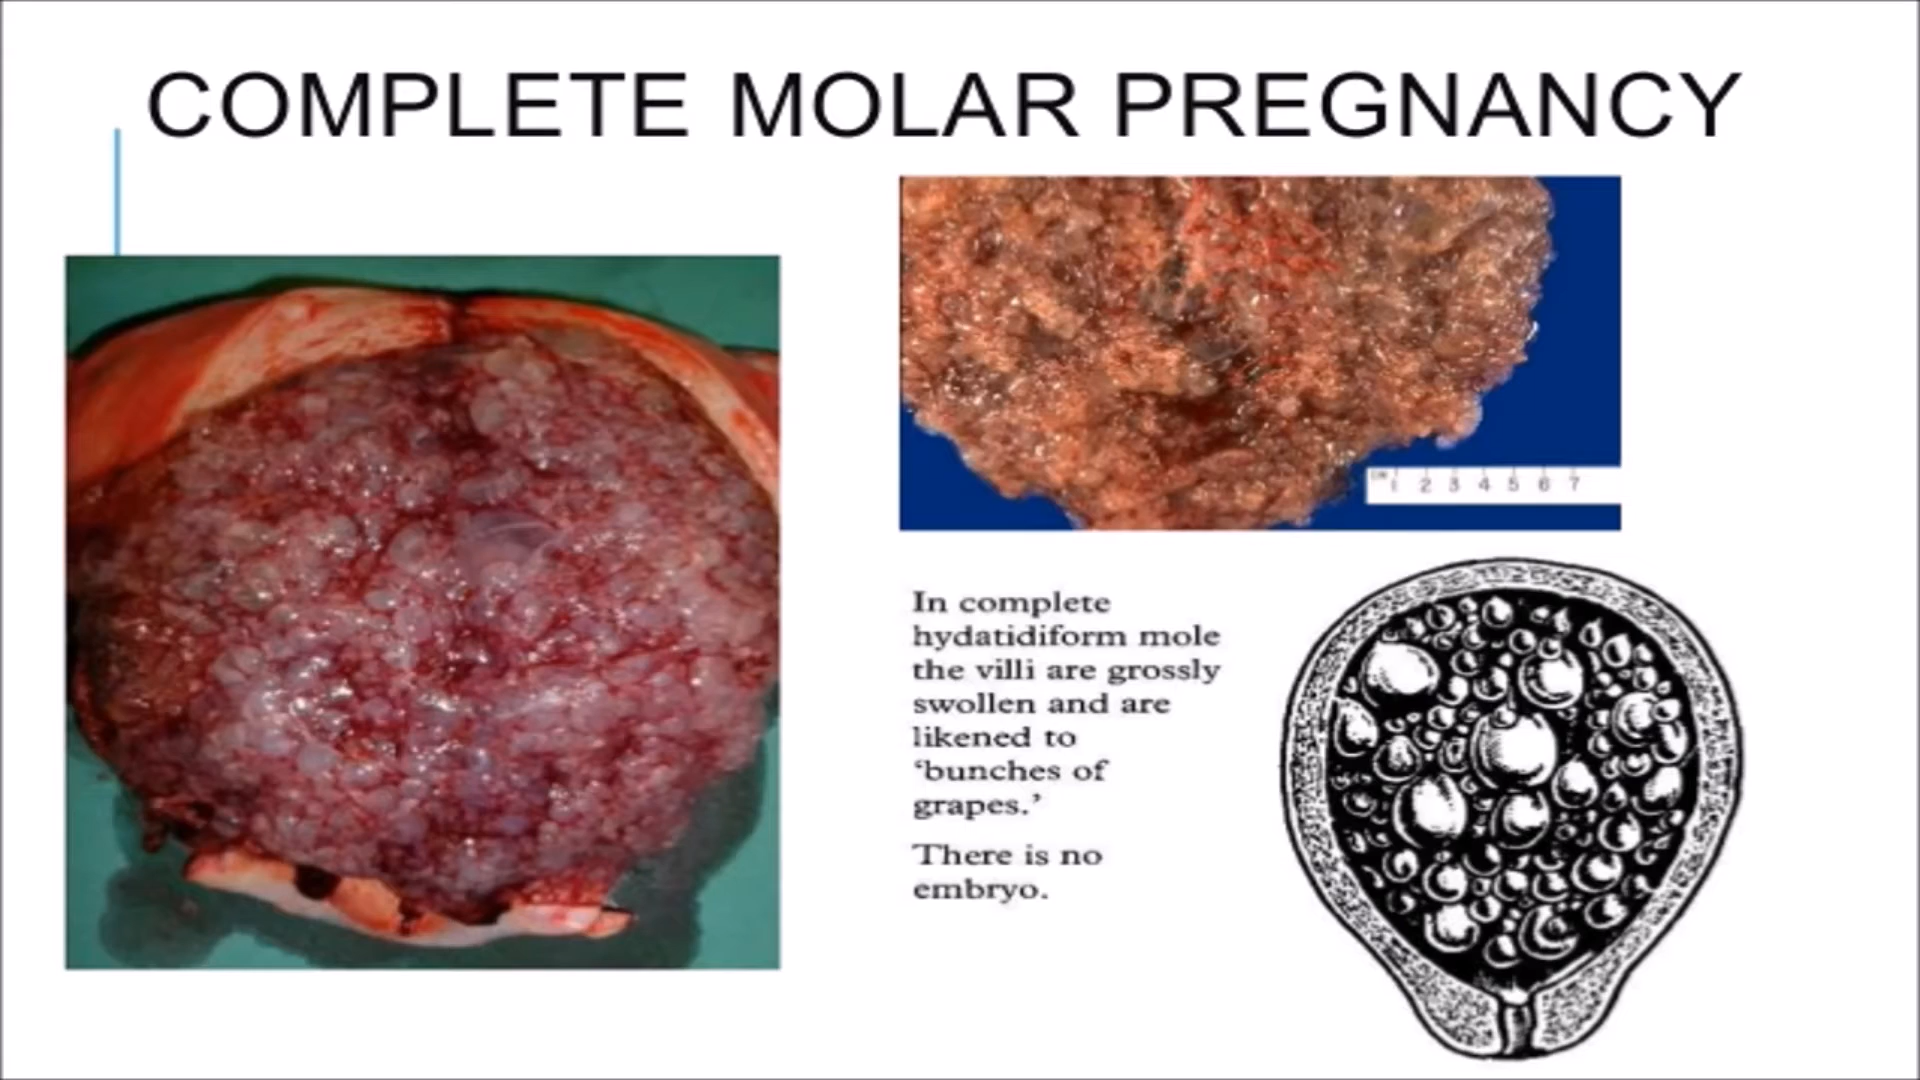 COMPLETE MOLAR PREGNANCY
cm 1 2 3 4 5 6 7
In complete
hydatidiform mole
the villi are grossly
swollen and are
likened to
‘bunches of
grapes.’
There is no
embryo.